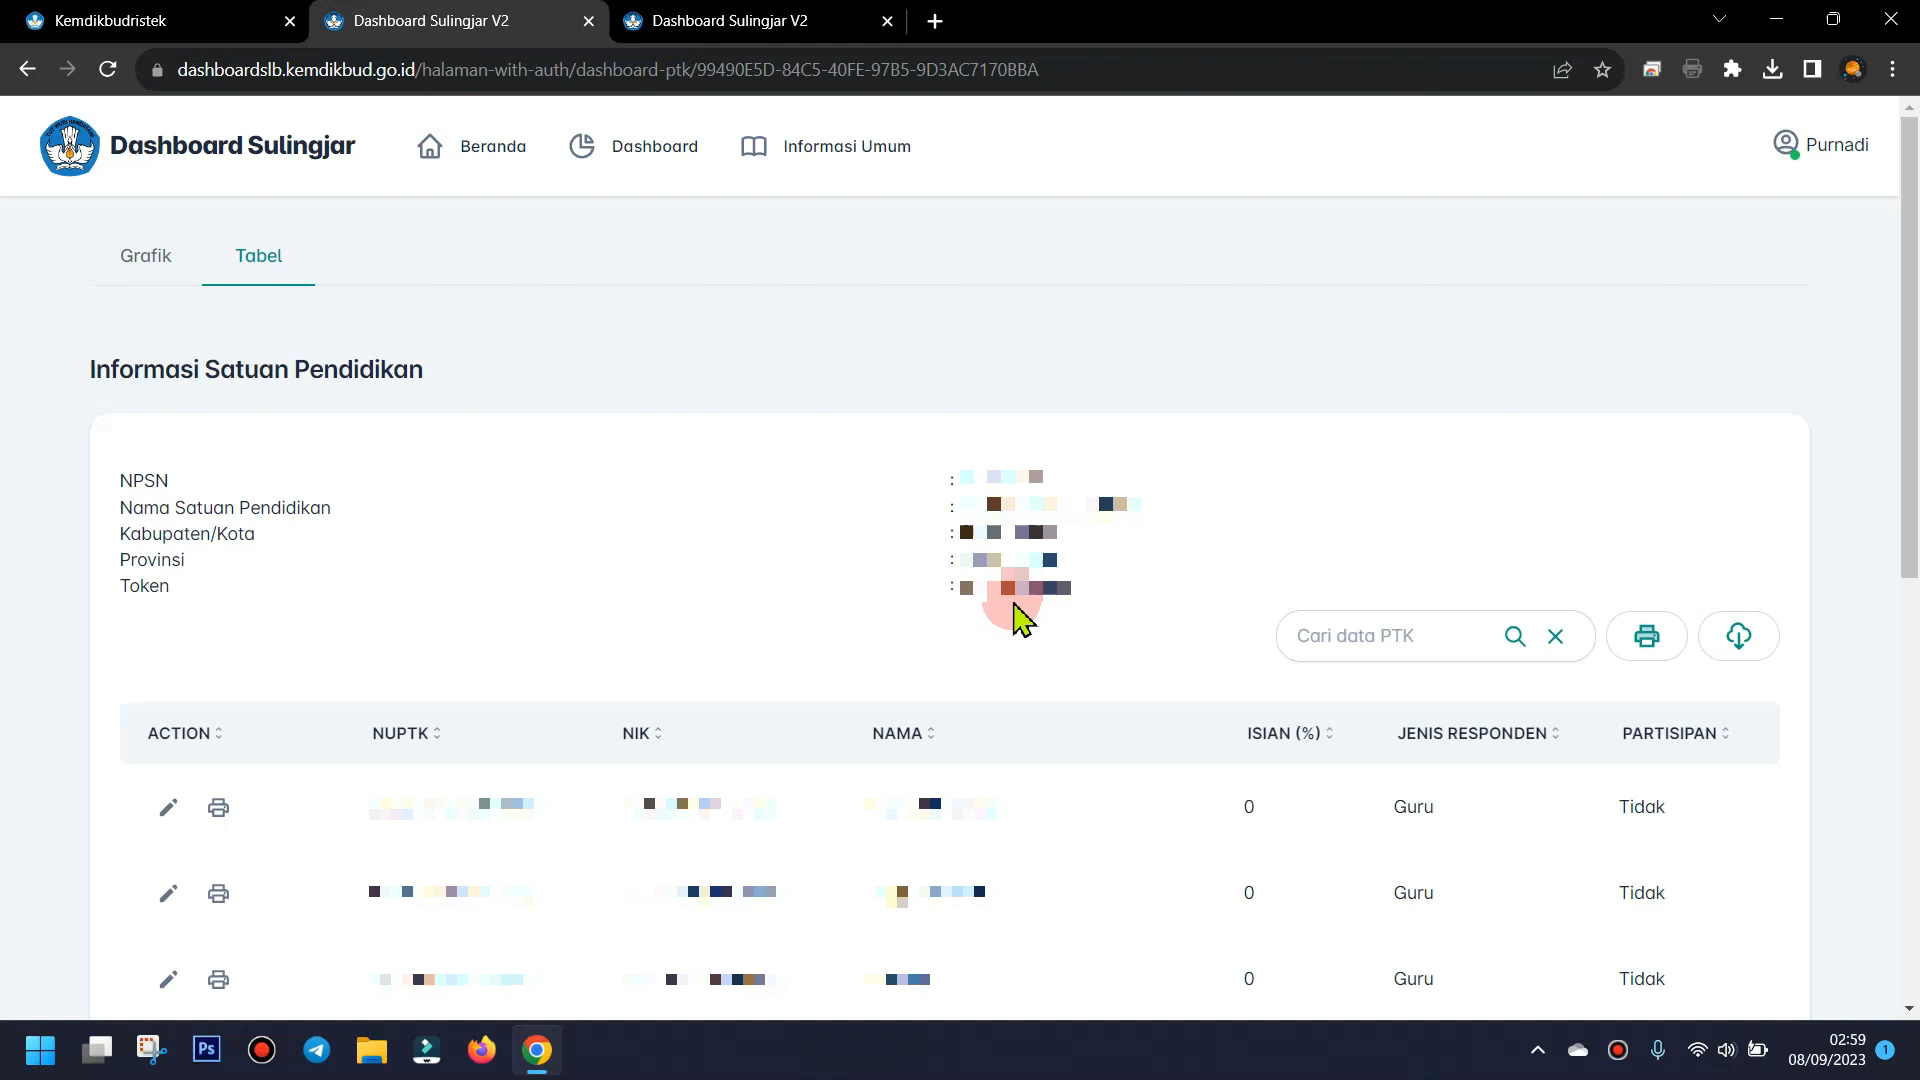 Kemdikbudristek
Dashboard Sulingjar V2
Dashboard Sulingjar V2
dashboardslb.kemdikbud.go.id/halaman-with-auth/dashboard-ptk/99490E5D-84C5-40FE-97B5-9D3AC7170BBA
Dashboard Sulingjar
Beranda
Dashboard
Informasi Umum
Purnadi
Grafik
Tabel
Informasi Satuan Pendidikan
NPSN :
Nama Satuan Pendidikan :
Kabupaten/Kota :
Provinsi :
Token :
Cari data PTK
ACTION NUPTK NIK NAMA ISIAN (%) JENIS RESPONDEN PARTISIPAN
0 Guru Tidak
0 Guru Tidak
0 Guru Tidak
Ps
02:59
08/09/2023
1